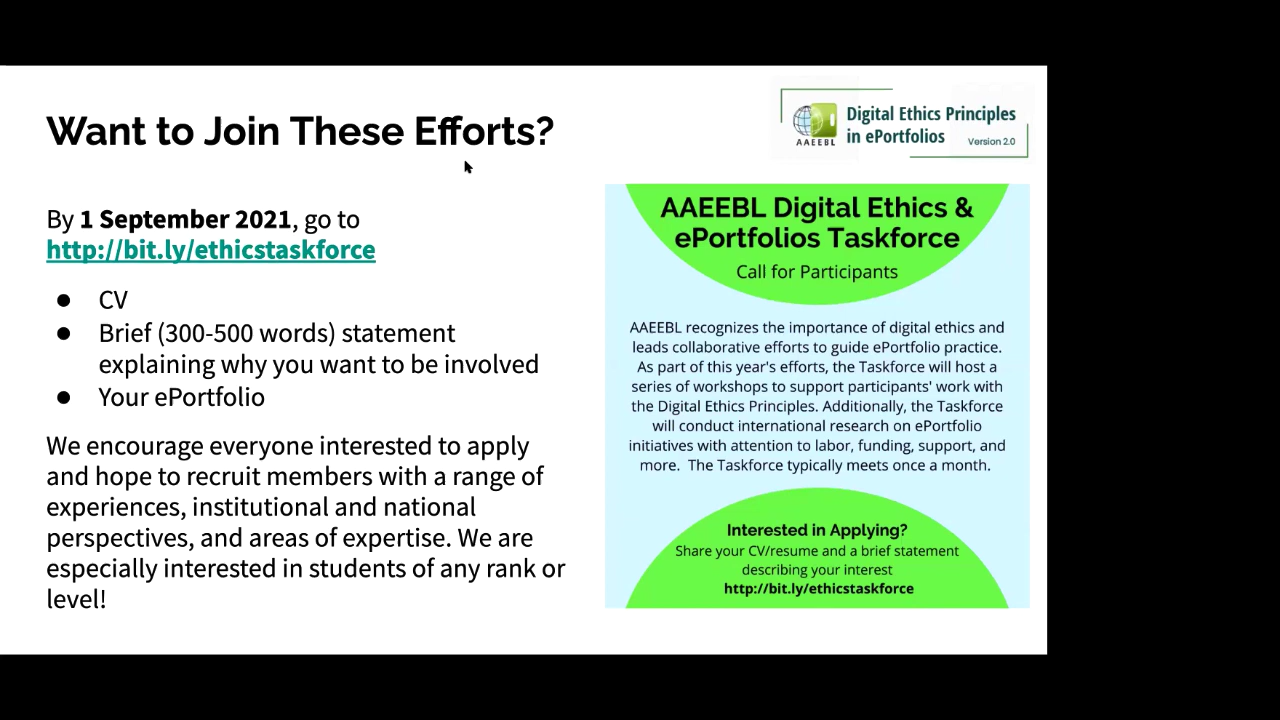 Want to Join These Efforts?
By 1 September 2021, go to
http://bit.ly/ethicstaskforce
● CV
● Brief (300-500 words) statement
explaining why you want to be involved
● Your ePortfolio
We encourage everyone interested to apply
and hope to recruit members with a range of
experiences, institutional and national
perspectives, and areas of expertise. We are
especially interested in students of any rank or
level!
AAEEBL
Digital Ethics Principles
in ePortfolios
Version 2.0
AAEEBL Digital Ethics &
ePortfolios Taskforce
Call for Participants
AAEEBL recognizes the importance of digital ethics and
leads collaborative efforts to guide ePortfolio practice.
As part of this year's efforts, the Taskforce will host a
series of workshops to support participants' work with
the Digital Ethics Principles. Additionally, the Taskforce
will conduct international research on ePortfolio
initiatives with attention to labor, funding, support, and
more. The Taskforce typically meets once a month.
Interested in Applying?
Share your CV/resume and a brief statement
describing your interest
http://bit.ly/ethicstaskforce